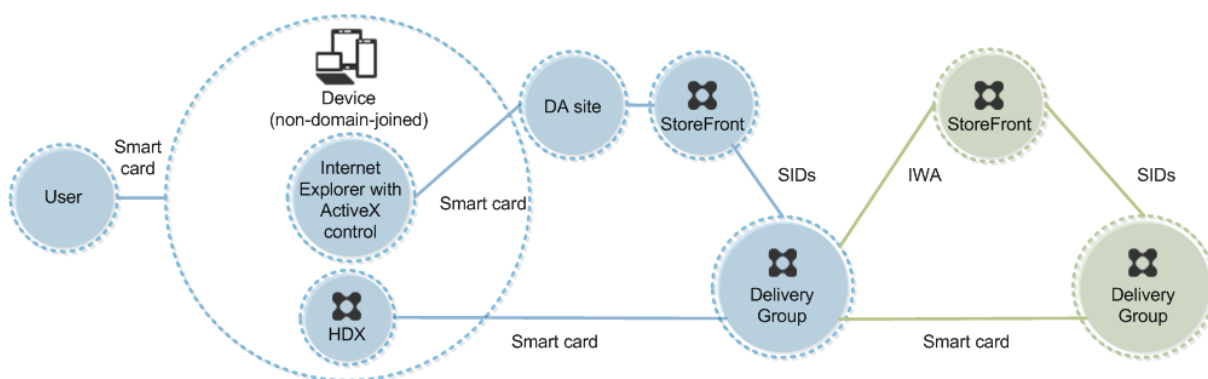 User
Smart
card
Device
(non-domain-joined)
Internet
Explorer with
ActiveX
control
HDX
Smart card
DA site
StoreFront
SIDs
Delivery
Group
Smart card
IWA
StoreFront
SIDs
Delivery
Group
Smart card